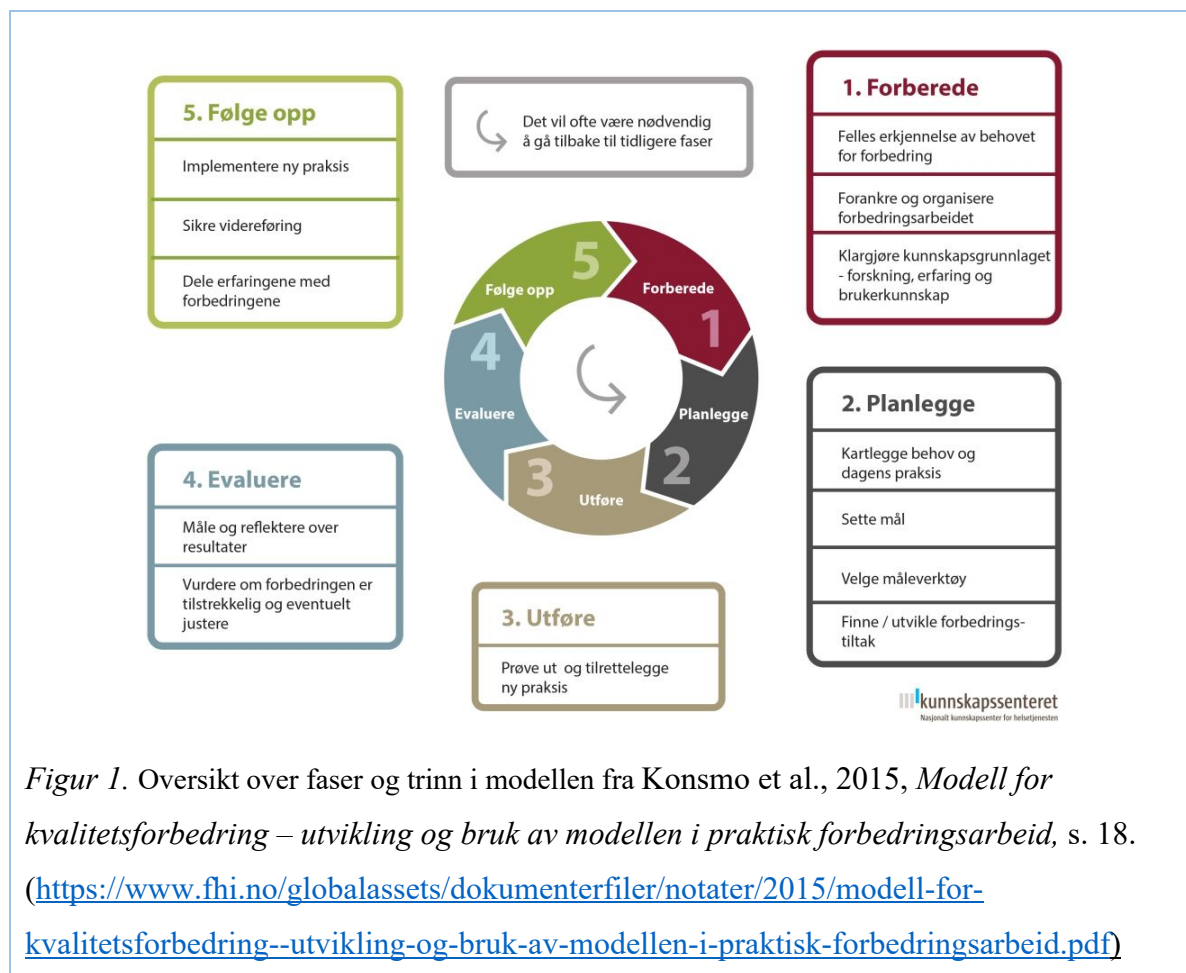 5. Følge opp
Implementere ny praksis
Sikre videreføring
Dele erfaringene med
forbedringene
Det vil ofte være nødvendig
å gå tilbake til tidligere faser
1. Forberede
Felles erkjennelse av behovet
for forbedring
Forankre og organisere
forbedringsarbeidet
Klargjøre kunnskapsgrunnlaget
- forskning, erfaring og
brukerkunnskap
5
Følge opp
Forberede
1
4
Evaluere
Planlegge
2
3
Utføre
2. Planlegge
Kartlegge behov og
dagens praksis
Sette mål
Velge måleverktøy
Finne / utvikle forbedrings-
tiltak
4. Evaluere
Måle og reflektere over
resultater
Vurdere om forbedringen er
tilstrekkelig og eventuelt
justere
3. Utføre
Prøve ut og tilrettelegge
ny praksis
kunnskapssenteret
Nasjonalt kunnskapssenter for helsetjenesten
Figur 1. Oversikt over faser og trinn i modellen fra Konsmo et al., 2015, Modell for
kvalitetsforbedring – utvikling og bruk av modellen i praktisk forbedringsarbeid, s. 18.
(https://www.fhi.no/globalassets/dokumenterfiler/notater/2015/modell-for-
kvalitetsforbedring--utvikling-og-bruk-av-modellen-i-praktisk-forbedringsarbeid.pdf)